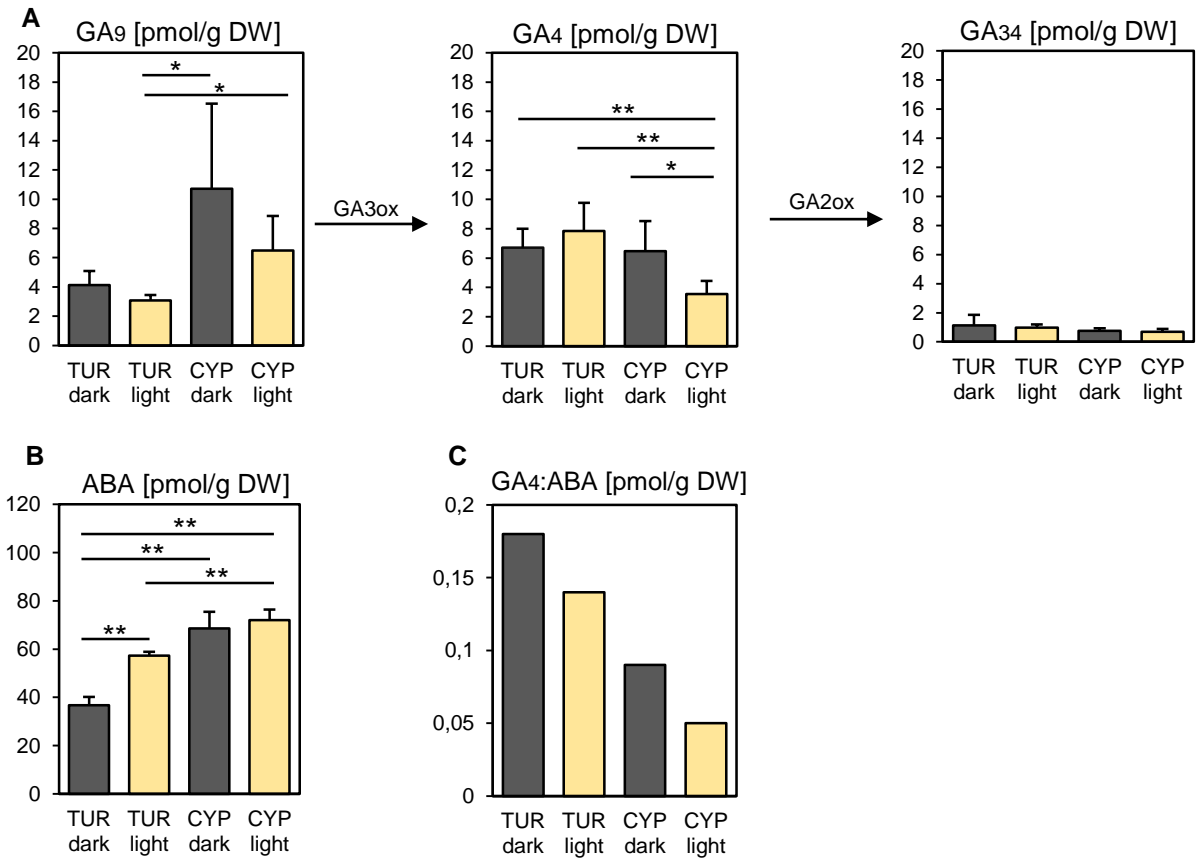 A
GA9 [pmol/g DW]
20
18
16
14
12
10
8
6
4
2
0
*
*
TUR dark
TUR light
CYP dark
CYP light
GA3ox
GA4 [pmol/g DW]
20
18
16
14
12
10
8
6
4
2
0
**
**
*
TUR dark
TUR light
CYP dark
CYP light
GA2ox
GA34 [pmol/g DW]
20
18
16
14
12
10
8
6
4
2
0
TUR dark
TUR light
CYP dark
CYP light
B
ABA [pmol/g DW]
120
100
80
60
40
20
0
**
**
**
**
TUR dark
TUR light
CYP dark
CYP light
C
GA4:ABA [pmol/g DW]
0,2
0,15
0,1
0,05
0
TUR dark
TUR light
CYP dark
CYP light